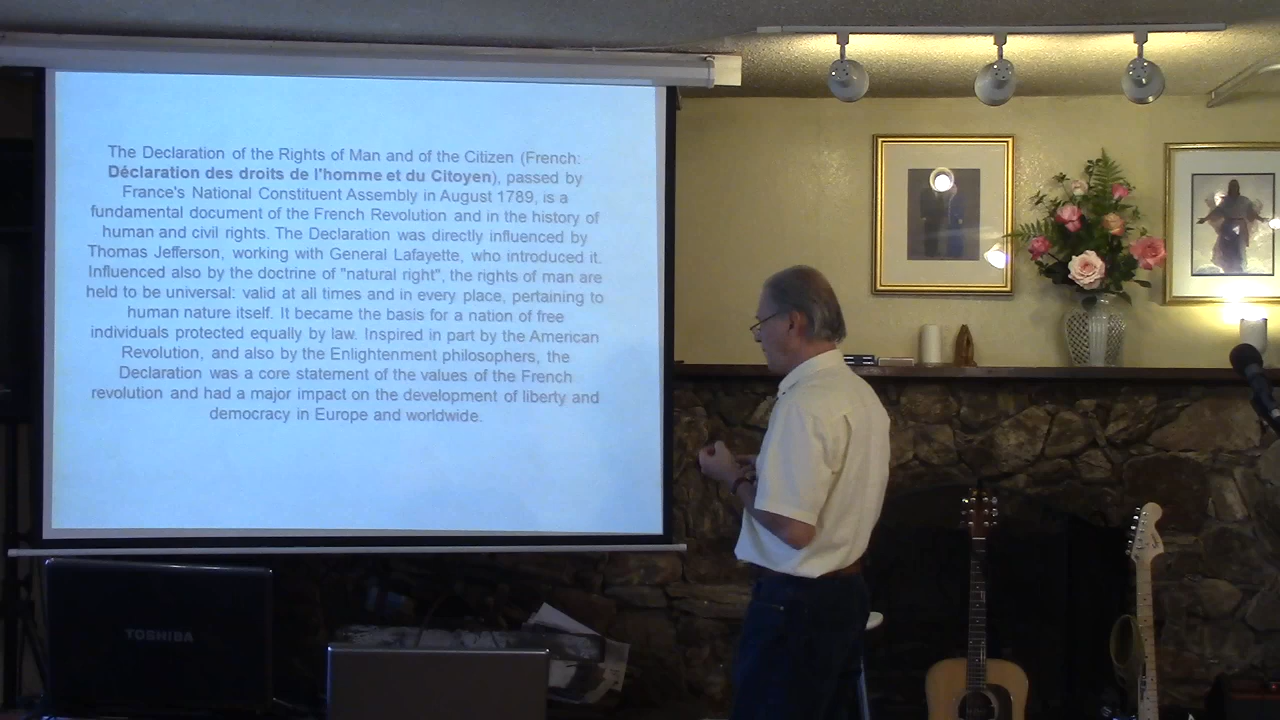 The Declaration of the Rights of Man and of the Citizen (French:
Déclaration des droits de l'homme et du Citoyen), passed by
France's National Constituent Assembly in August 1789, is a
fundamental document of the French Revolution and in the history of
human and civil rights. The Declaration was directly influenced by
Thomas Jefferson, working with General Lafayette, who introduced it.
Influenced also by the doctrine of "natural right", the rights of man are
held to be universal: valid at all times and in every place, pertaining to
human nature itself. It became the basis for a nation of free
individuals protected equally by law. Inspired in part by the American
Revolution, and also by the Enlightenment philosophers, the
Declaration was a core statement of the values of the French
revolution and had a major impact on the development of liberty and
democracy in Europe and worldwide.
TOSHIBA